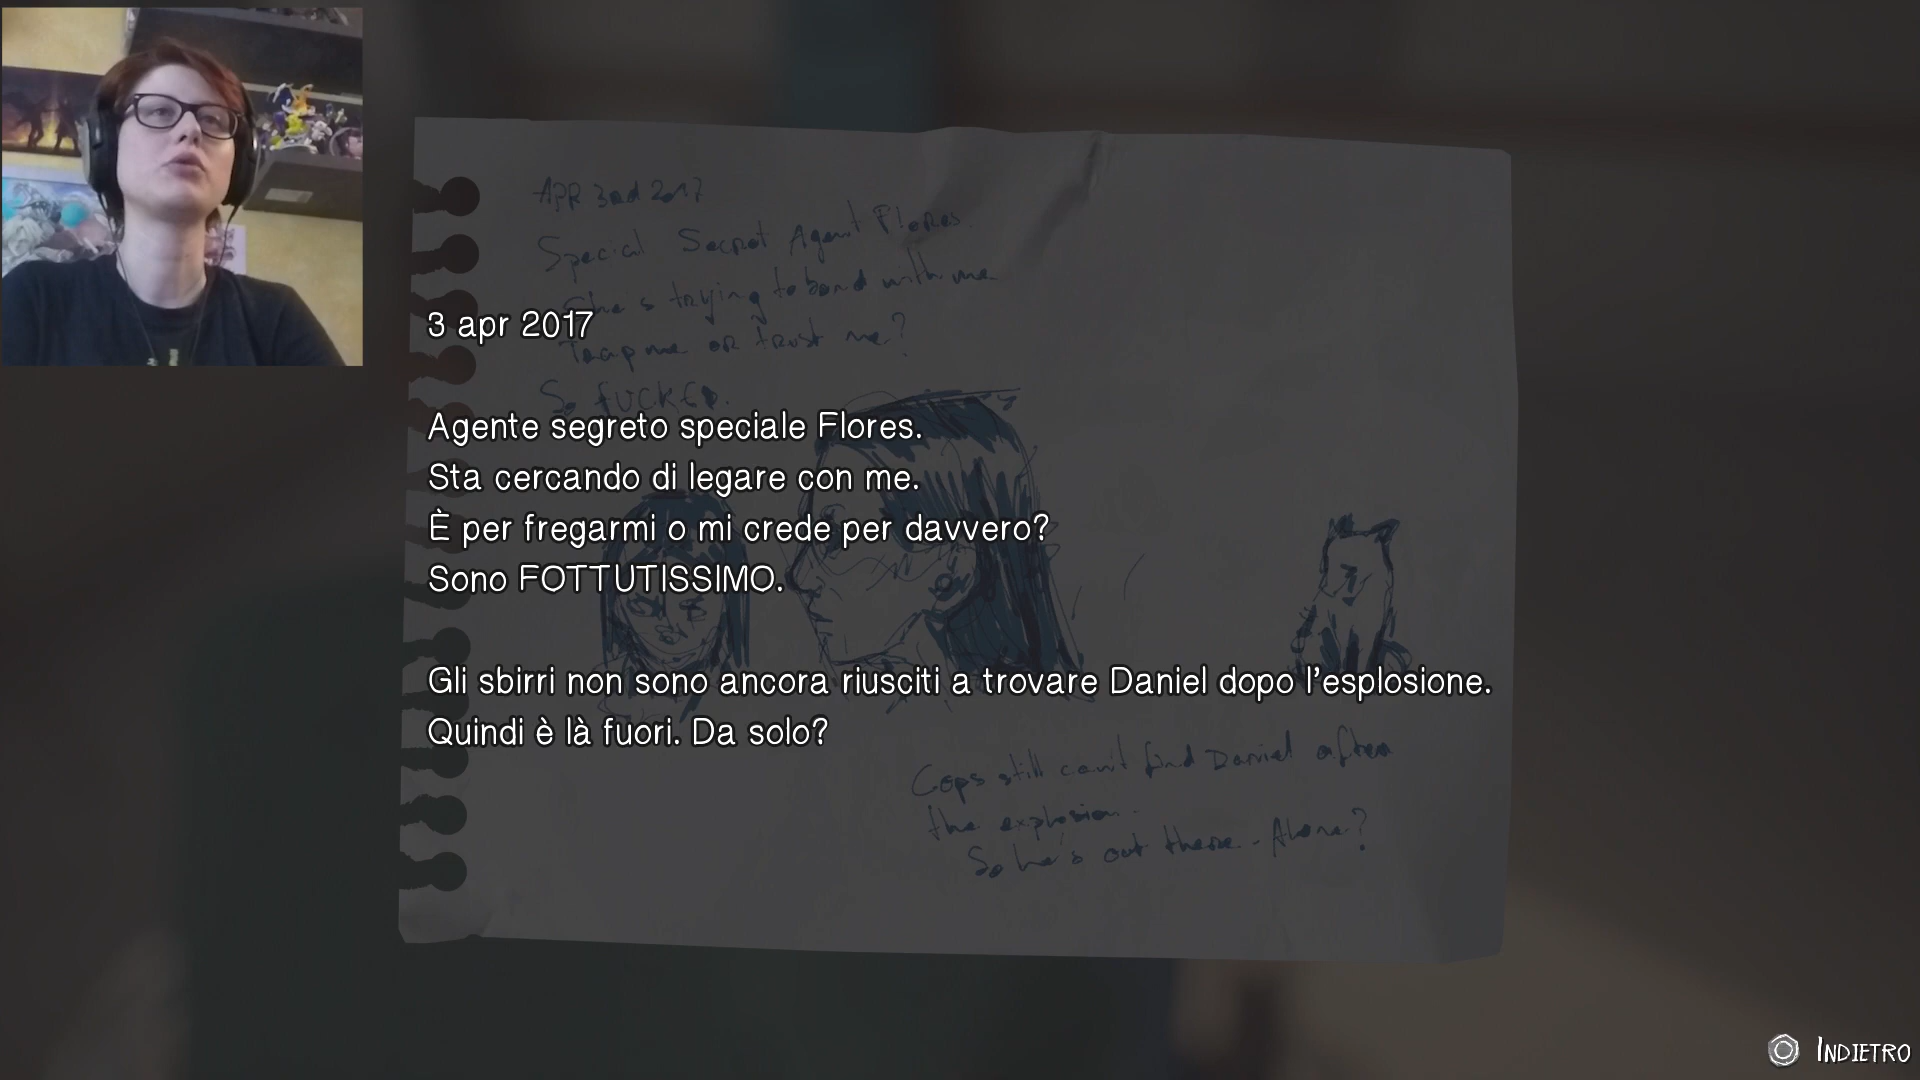 APR 3rd 2017
Special Secret Agent Flores.
She's trying to bond with me.
Trap me or trust me?
So FUCKED.
3 apr 2017
Agente segreto speciale Flores.
Sta cercando di legare con me.
È per fregarmi o mi crede per davvero?
Sono FOTTUTISSIMO.
Gli sbirri non sono ancora riusciti a trovare Daniel dopo l'esplosione.
Quindi è là fuori. Da solo?
Cops still can't find Daniel after
the explosion.
So he's out there. Alone?
INDIETRO